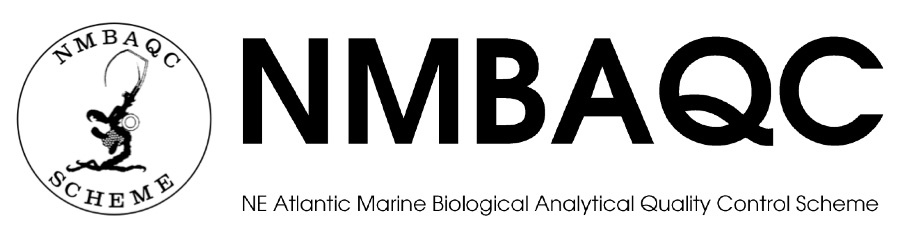 NMBAQC
SCHEME
NMBAQC
NE Atlantic Marine Biological Analytical Quality Control Scheme